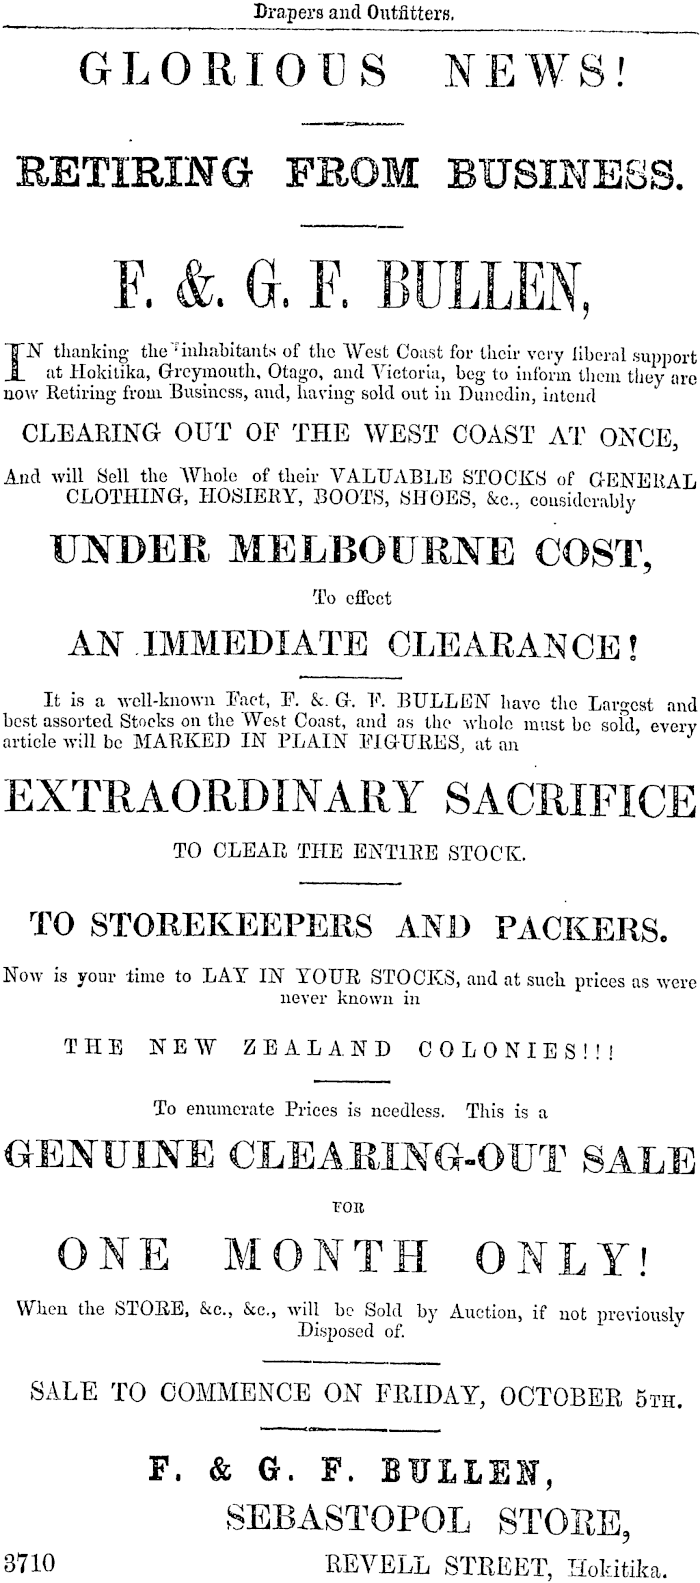 Drapers and Outfitters.
GLORIOUS NEWS!
RETIRING FROM BUSINESS.
F. &. G. F. BULLEN,
IN thanking the inhabitants of the West Coast for their very liberal support
at Hokitika, Greymouth, Otago, and Victoria, beg to inform them they are
now Retiring from Business, and, having sold out in Dunedin, intend
CLEARING OUT OF THE WEST COAST AT ONCE,
And will Sell the Whole of their VALUABLE STOCKS of GENERAL
CLOTHING, HOSIERY, BOOTS, SHOES, &c., considerably
UNDER MELBOURNE COST,
To effect
AN IMMEDIATE CLEARANCE!
It is a well-known Fact, F. &. G. F. BULLEN have the Largest and
best assorted Stocks on the West Coast, and as the whole must be sold, every
article will be MARKED IN PLAIN FIGURES, at an
EXTRAORDINARY SACRIFICE
TO CLEAR THE ENTIRE STOCK.
TO STOREKEEPERS AND PACKERS.
Now is your time to LAY IN YOUR STOCKS, and at such prices as were
never known in
THE NEW ZEALAND COLONIES!!!
To enumerate Prices is needless. This is a
GENUINE CLEARING-OUT SALE
FOR
ONE MONTH ONLY!
When the STORE, &c., &c., will be Sold by Auction, if not previously
Disposed of.
SALE TO COMMENCE ON FRIDAY, OCTOBER 5TH.
F. & G. F. BULLEN,
SEBASTOPOL STORE,
3710 REVELL STREET, Hokitika.